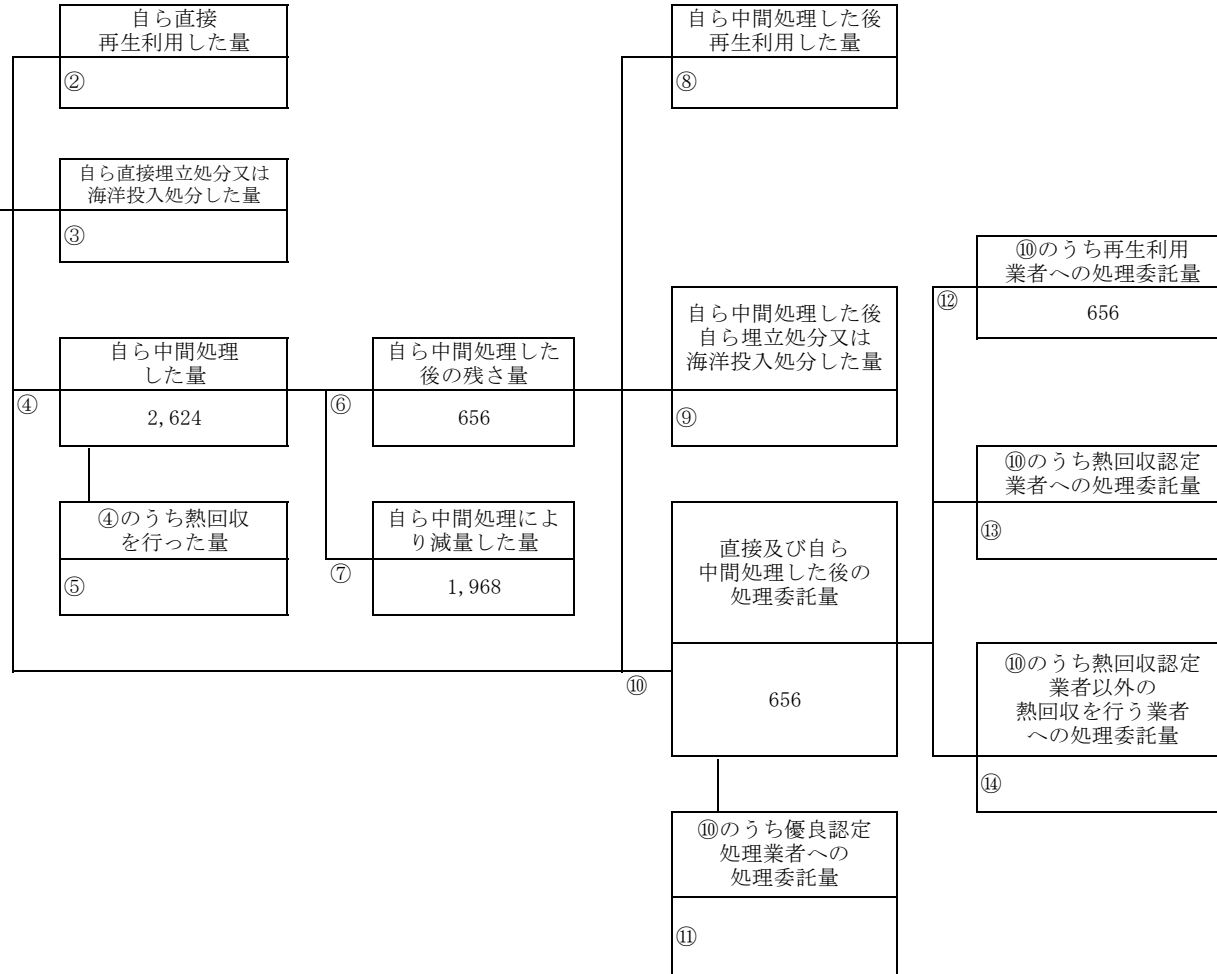 自ら直接
再生利用した量
②
自ら直接埋立処分又は
海洋投入処分した量
③
自ら中間処理
した量
④
2,624
④のうち熱回収
を行った量
⑤
自ら中間処理した
後の残さ量
⑥
656
自ら中間処理によ
り減量した量
⑦
1,968
自ら中間処理した後
再生利用した量
⑧
自ら中間処理した後
自ら埋立処分又は
海洋投入処分した量
⑨
直接及び自ら
中間処理した後の
処理委託量
⑩
656
⑩のうち優良認定
処理業者への
処理委託量
⑪
⑩のうち再生利用
業者への処理委託量
⑫
656
⑩のうち熱回収認定
業者への処理委託量
⑬
⑩のうち熱回収認定
業者以外の
熱回収を行う業者
への処理委託量
⑭